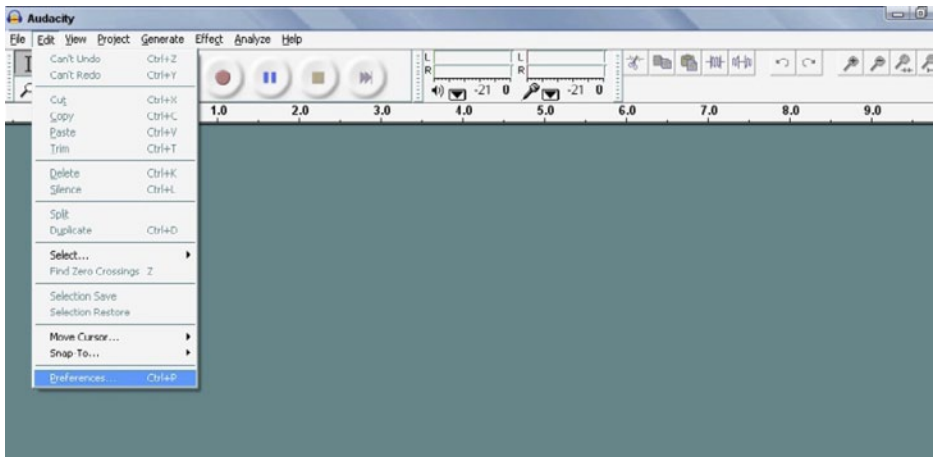 Audacity
File Edit View Project Generate Effect Analyze Help
Can't Undo Ctrl+Z
Can't Redo Ctrl+Y
Cut Ctrl+X
Copy Ctrl+C
Paste Ctrl+V
Trim Ctrl+T
Delete Ctrl+K
Silence Ctrl+L
Split
Duplicate Ctrl+D
Select...
Find Zero Crossings Z
Selection Save
Selection Restore
Move Cursor...
Snap-To...
Preferences... Ctrl+P
L L
R R
-21 0 -21 0
1.0 2.0 3.0 4.0 5.0 6.0 7.0 8.0 9.0